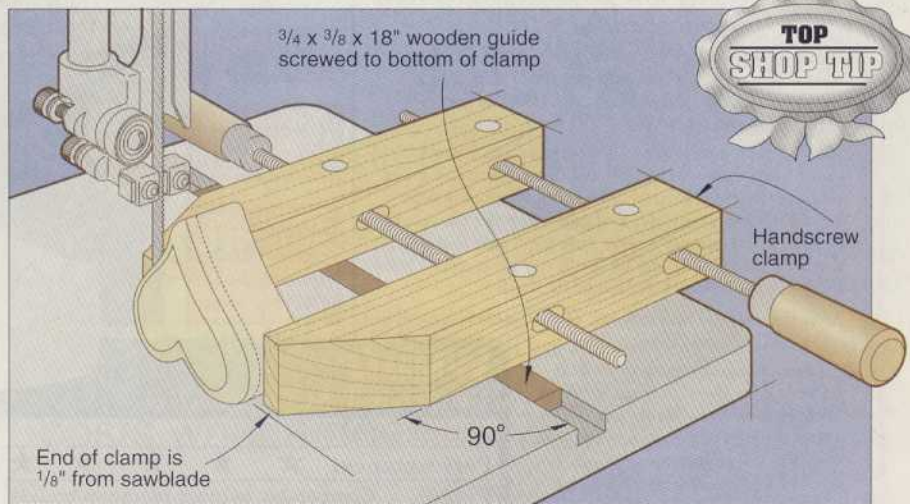 3/4 x 3/8 x 18" wooden guide
screwed to bottom of clamp
TOP
SHOP TIP
Handscrew
clamp
90°
End of clamp is
1/8" from sawblade